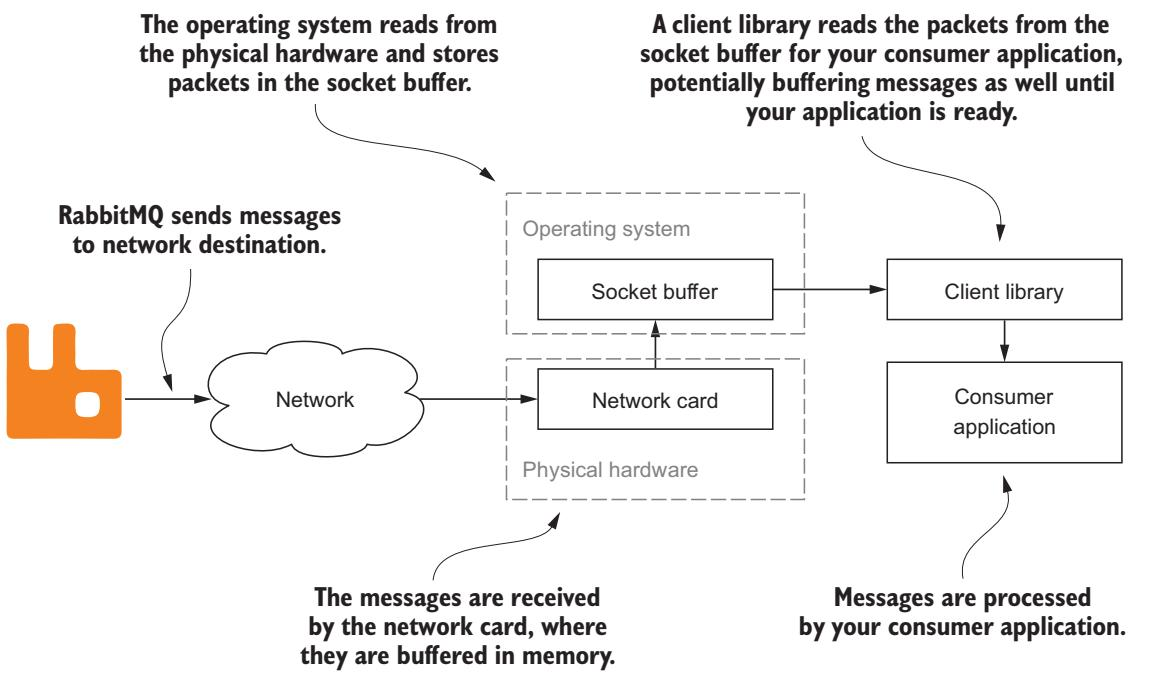 The operating system reads from
the physical hardware and stores
packets in the socket buffer.
A client library reads the packets from the
socket buffer for your consumer application,
potentially buffering messages as well until
your application is ready.
RabbitMQ sends messages
to network destination.
Operating system
Socket buffer
Client library
Network
Network card
Physical hardware
Consumer
application
The messages are received
by the network card, where
they are buffered in memory.
Messages are processed
by your consumer application.